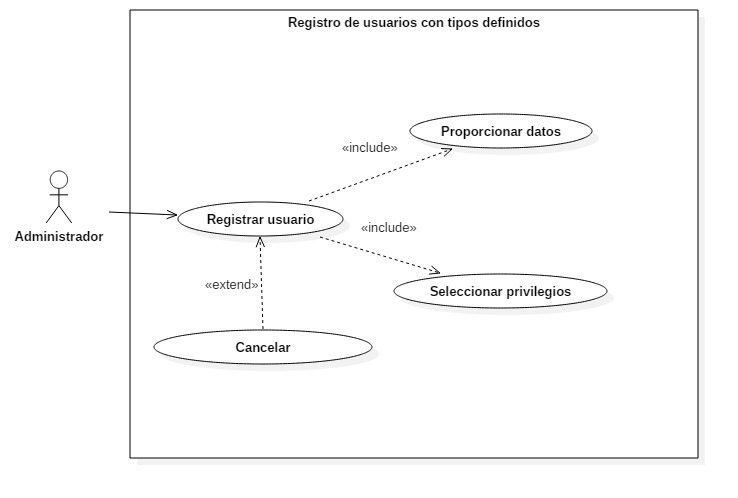 Registro de usuarios con tipos definidos
Proporcionar datos
«include»
Registrar usuario
Administrador
«include»
«extend»
Seleccionar privilegios
Cancelar